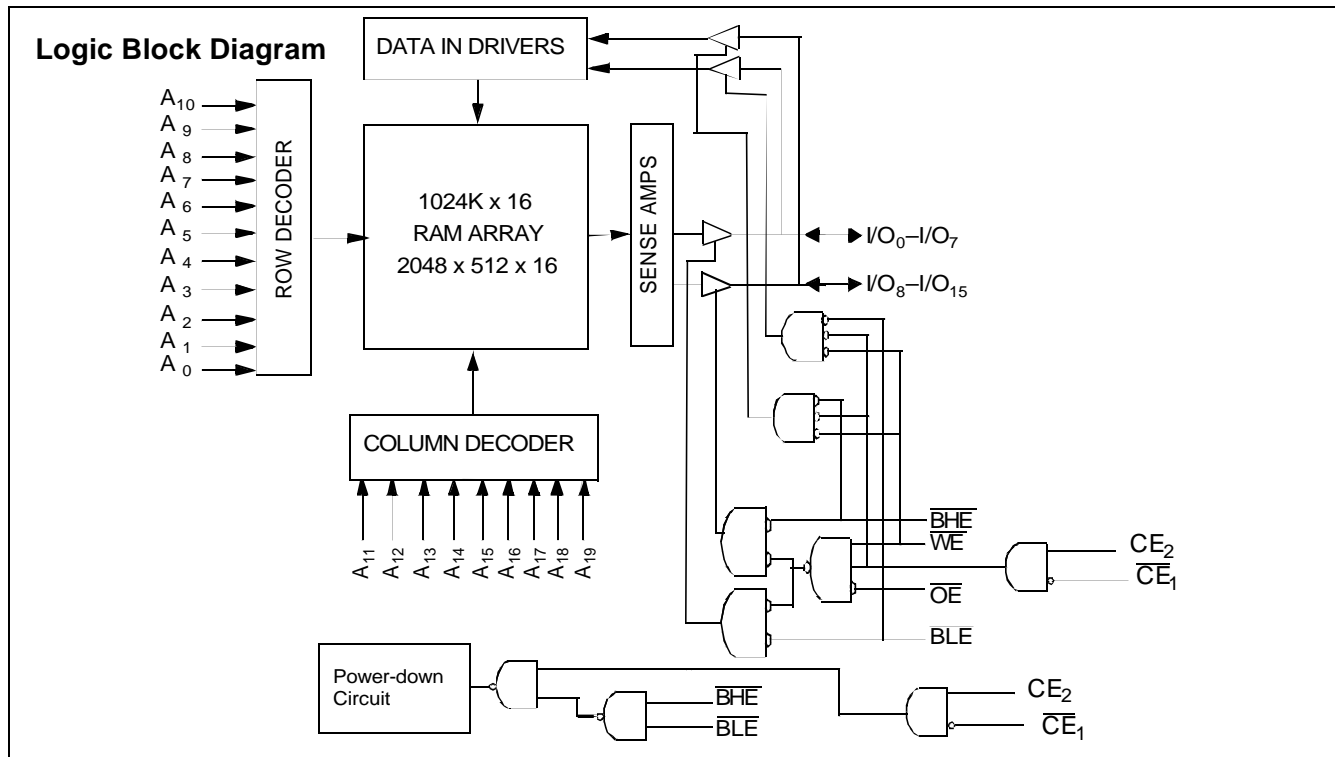 Logic Block Diagram
DATA IN DRIVERS
A10
A9
A8
A7
A6
A5
A4
A3
A2
A1
A0
ROW DECODER
1024K x 16
RAM ARRAY
2048 x 512 x 16
SENSE AMPS
I/O0–I/O7
I/O8–I/O15
COLUMN DECODER
A11
A12
A13
A14
A15
A16
A17
A18
A19
BHE
WE
CE2
CE1
OE
BLE
Power-down
Circuit
BHE
BLE
CE2
CE1